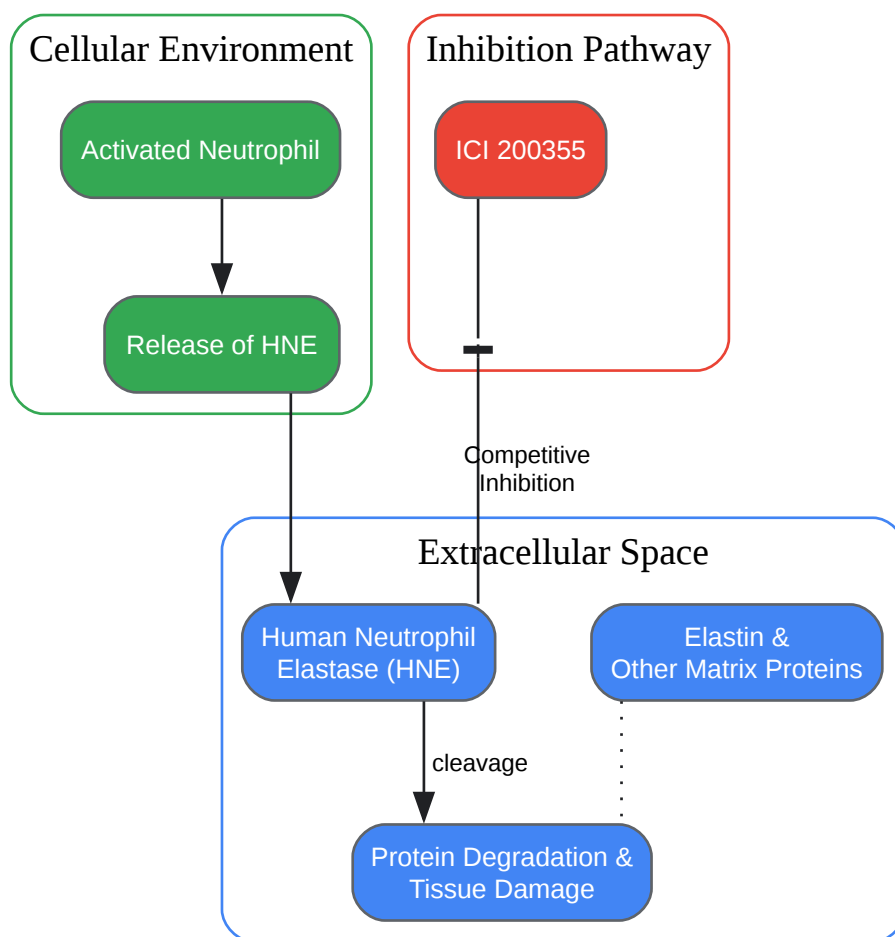 Cellular Environment
Activated Neutrophil
Release of HNE
Inhibition Pathway
ICI 200355
Competitive
Inhibition
Extracellular Space
Human Neutrophil
Elastase (HNE)
Elastin &
Other Matrix Proteins
cleavage
Protein Degradation &
Tissue Damage